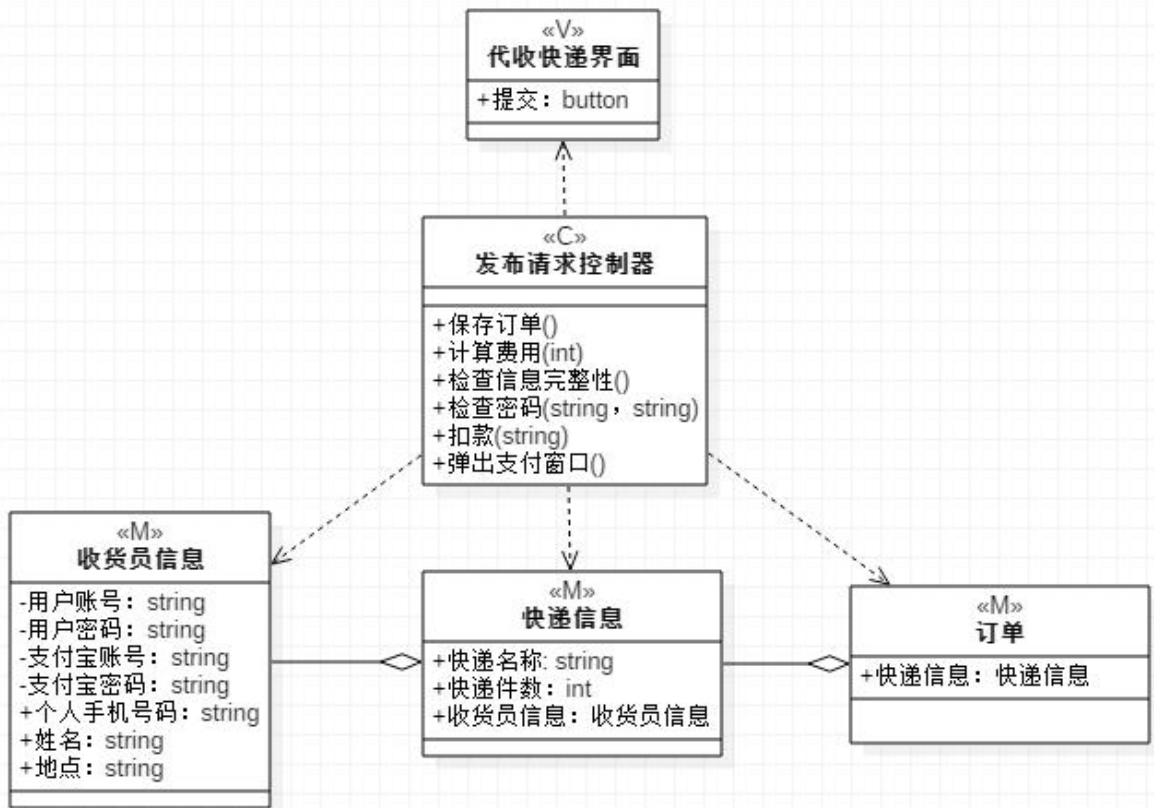 «V»
代收快递界面
+提交：button
«C»
发布请求控制器
+保存订单()
+计算费用(int)
+检查信息完整性()
+检查密码(string，string)
+扣款(string)
+弹出支付窗口()
«M»
收货员信息
-用户账号：string
-用户密码：string
-支付宝账号：string
-支付宝密码：string
+个人手机号码：string
+姓名：string
+地点：string
«M»
快递信息
+快递名称: string
+快递件数：int
+收货员信息：收货员信息
«M»
订单
+快递信息：快递信息